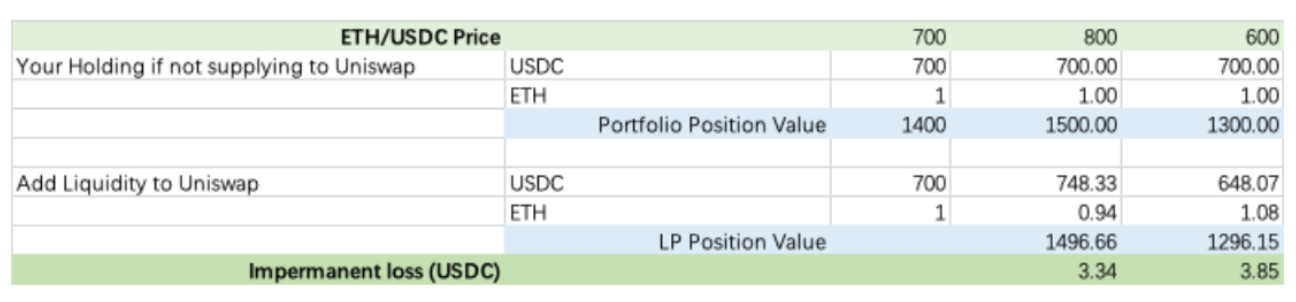 ETH/USDC Price 700 800 600
Your Holding if not supplying to Uniswap USDC 700 700.00 700.00
ETH 1 1.00 1.00
Portfolio Position Value 1400 1500.00 1300.00
Add Liquidity to Uniswap USDC 700 748.33 648.07
ETH 1 0.94 1.08
LP Position Value 1496.66 1296.15
Impermanent loss (USDC) 3.34 3.85